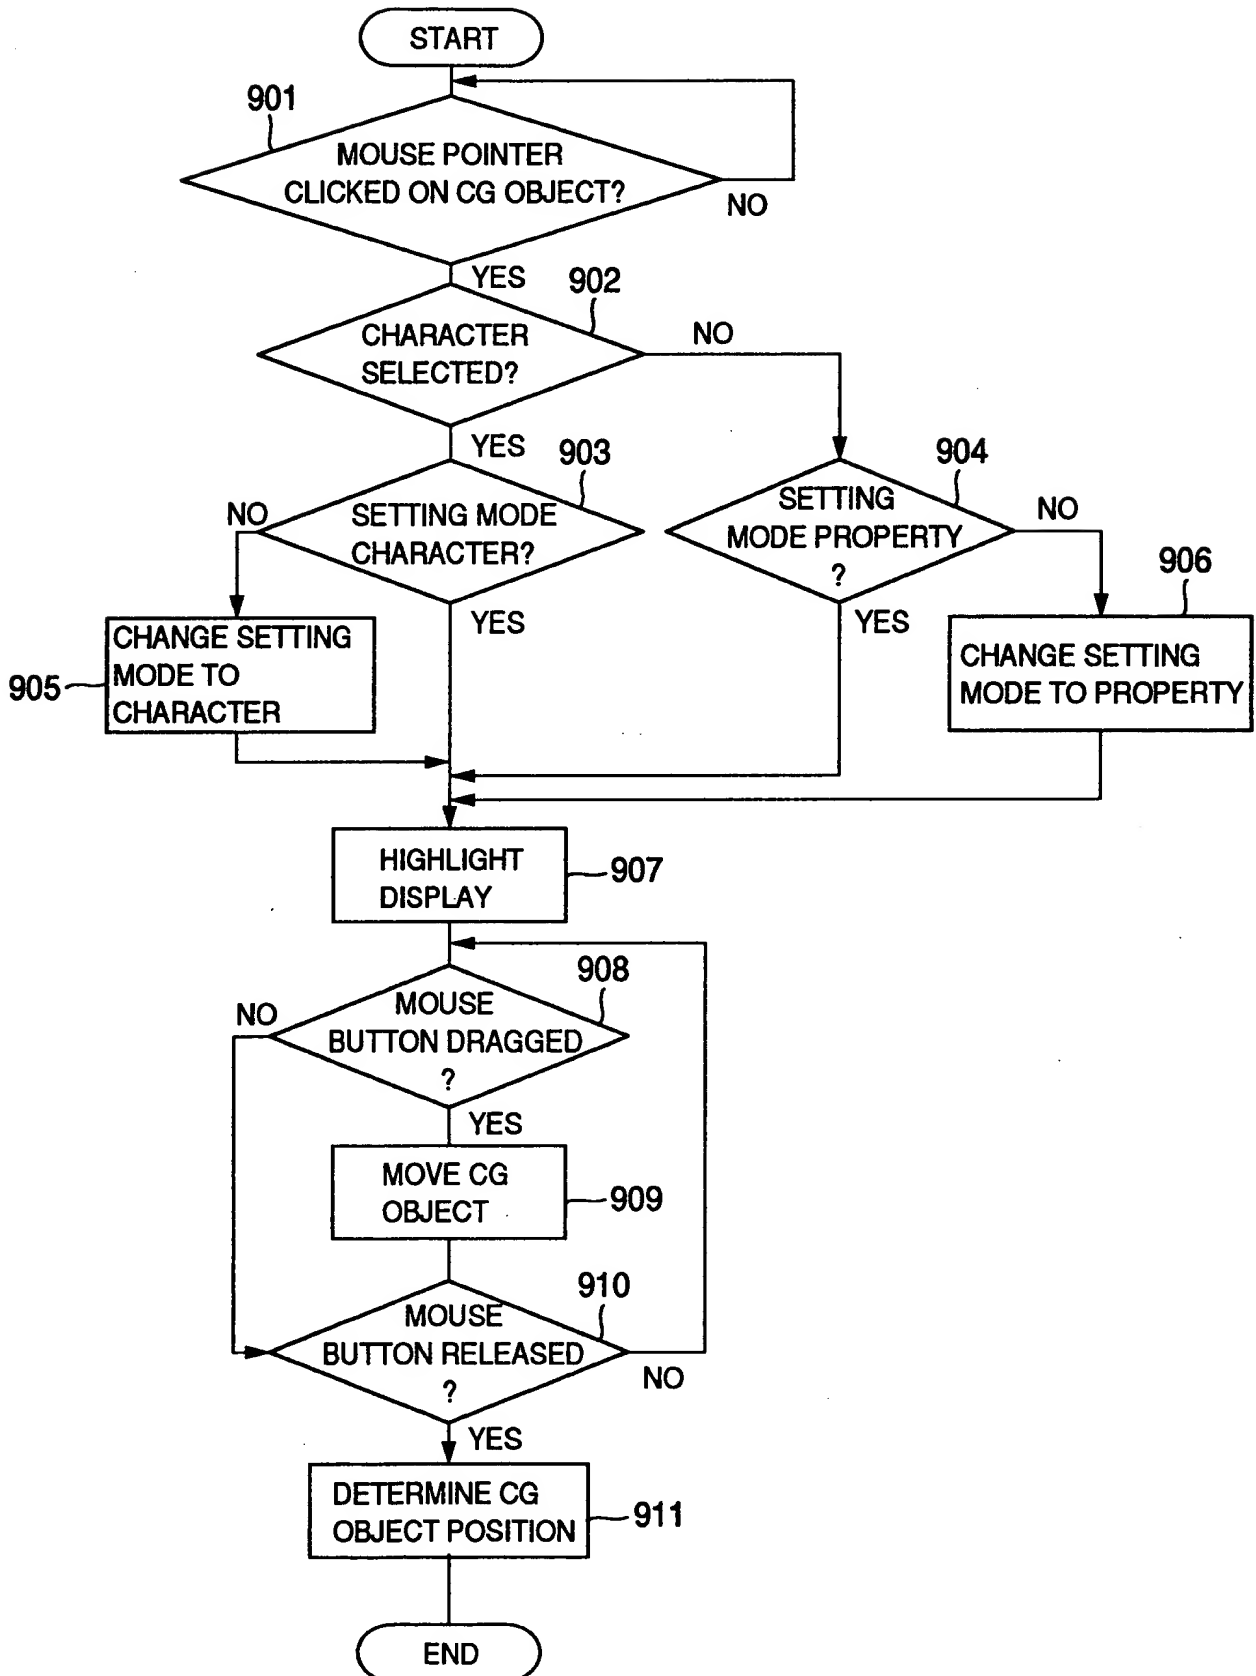 START
901
MOUSE POINTER
CLICKED ON CG OBJECT?
NO
YES
902
CHARACTER
SELECTED?
NO
YES
903
904
NO
SETTING MODE
CHARACTER?
SETTING
MODE PROPERTY
?
NO
906
YES
YES
905
CHANGE SETTING
MODE TO
CHARACTER
CHANGE SETTING
MODE TO PROPERTY
HIGHLIGHT
DISPLAY
907
908
NO
MOUSE
BUTTON DRAGGED
?
YES
MOVE CG
OBJECT
909
910
MOUSE
BUTTON RELEASED
?
NO
YES
DETERMINE CG
OBJECT POSITION
911
END